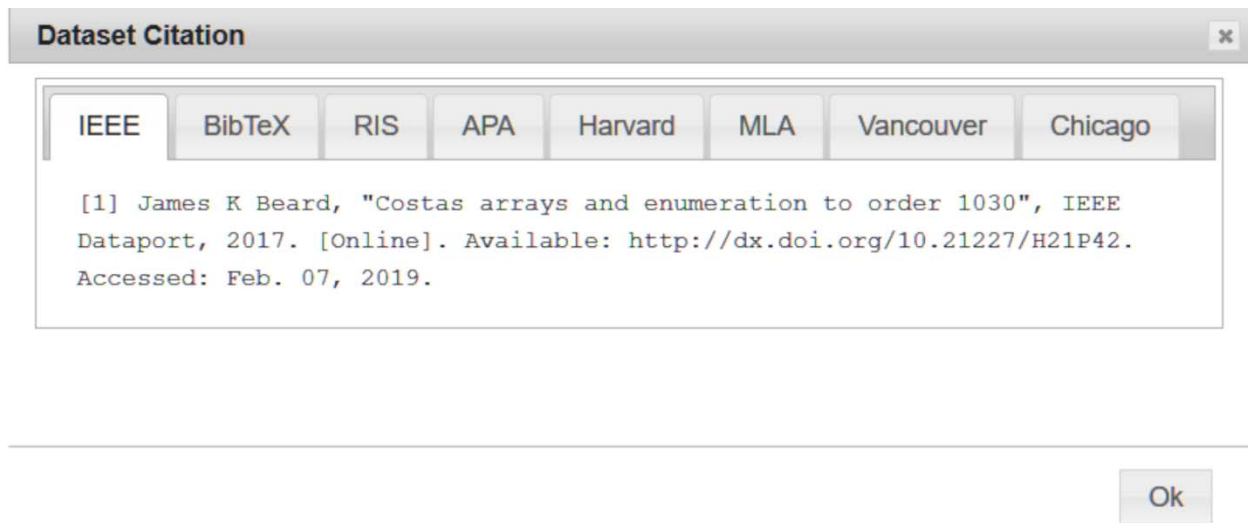 Dataset Citation
IEEE BibTeX RIS APA Harvard MLA Vancouver Chicago
[1] James K Beard, "Costas arrays and enumeration to order 1030", IEEE
Dataport, 2017. [Online]. Available: http://dx.doi.org/10.21227/H21P42.
Accessed: Feb. 07, 2019.
Ok